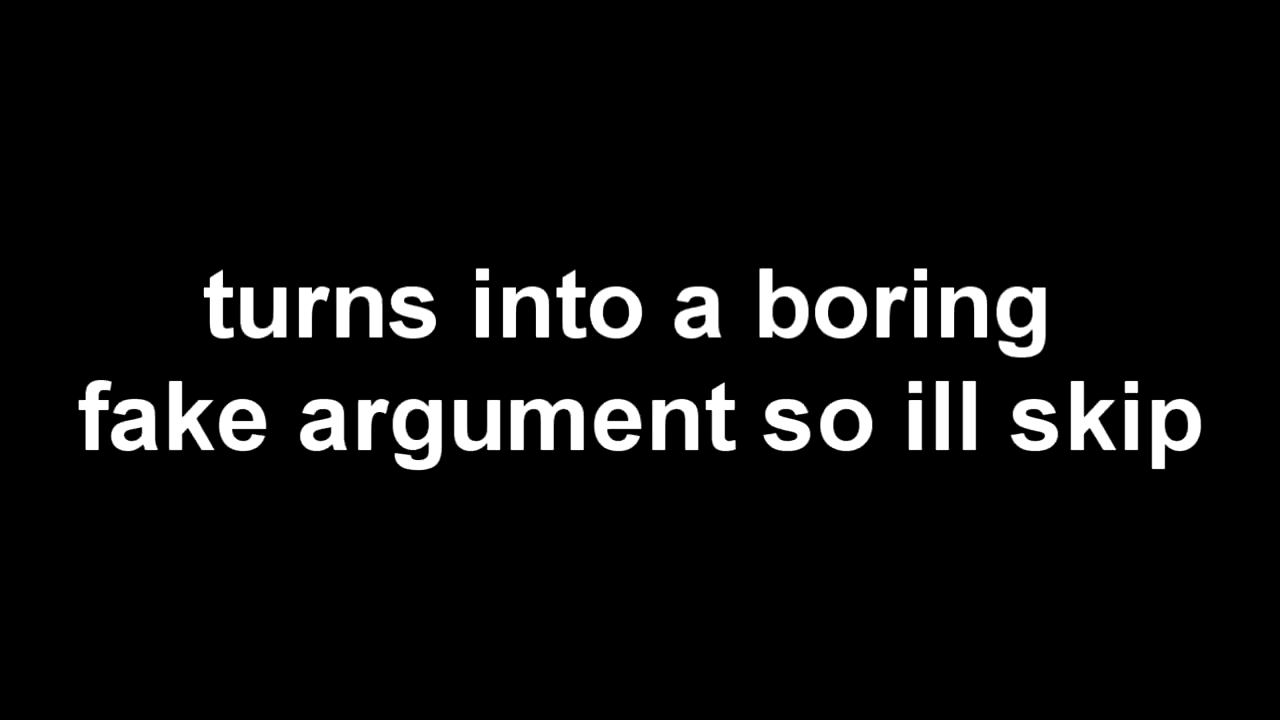 turns into a boring
fake argument so ill skip